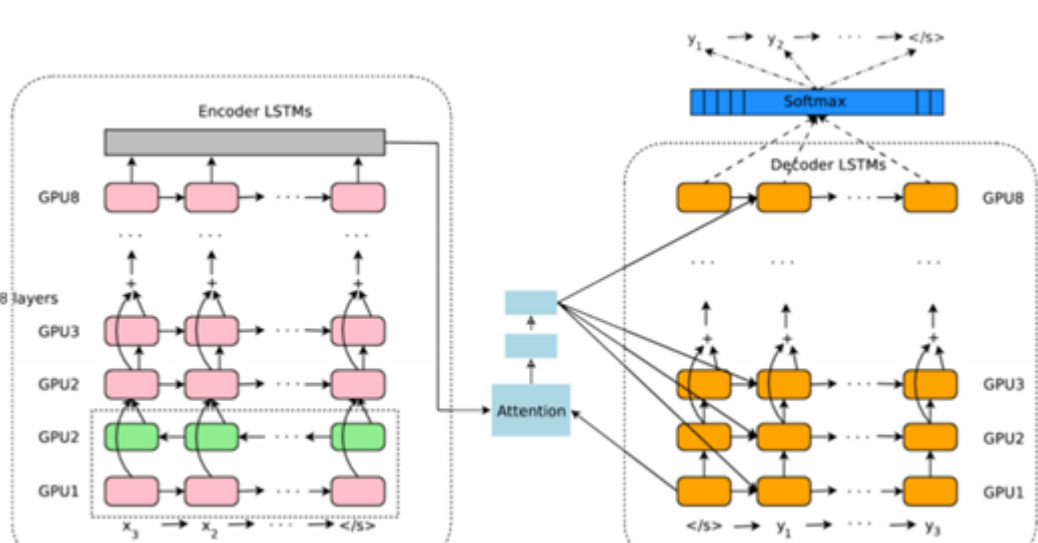 y1 y2 ... </s>
Softmax
Encoder LSTMs
Decoder LSTMs
GPU8
GPU8
... ... ...
... ... ...
+ + +
8 layers
+ + +
GPU3
GPU3
GPU2
Attention
GPU2
GPU2
GPU1
GPU1
x3 x2 ... </s>
</s> y1 ... y3